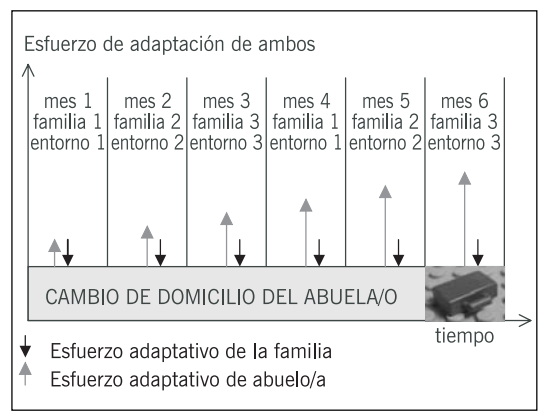 Esfuerzo de adaptación de ambos
mes 1 mes 2 mes 3 mes 4 mes 5 mes 6
familia 1 familia 2 familia 3 familia 1 familia 2 familia 3
entorno 1 entorno 2 entorno 3 entorno 1 entorno 2 entorno 3
CAMBIO DE DOMICILIO DEL ABUELA/O
tiempo
Esfuerzo adaptativo de la familia
Esfuerzo adaptativo de abuelo/a